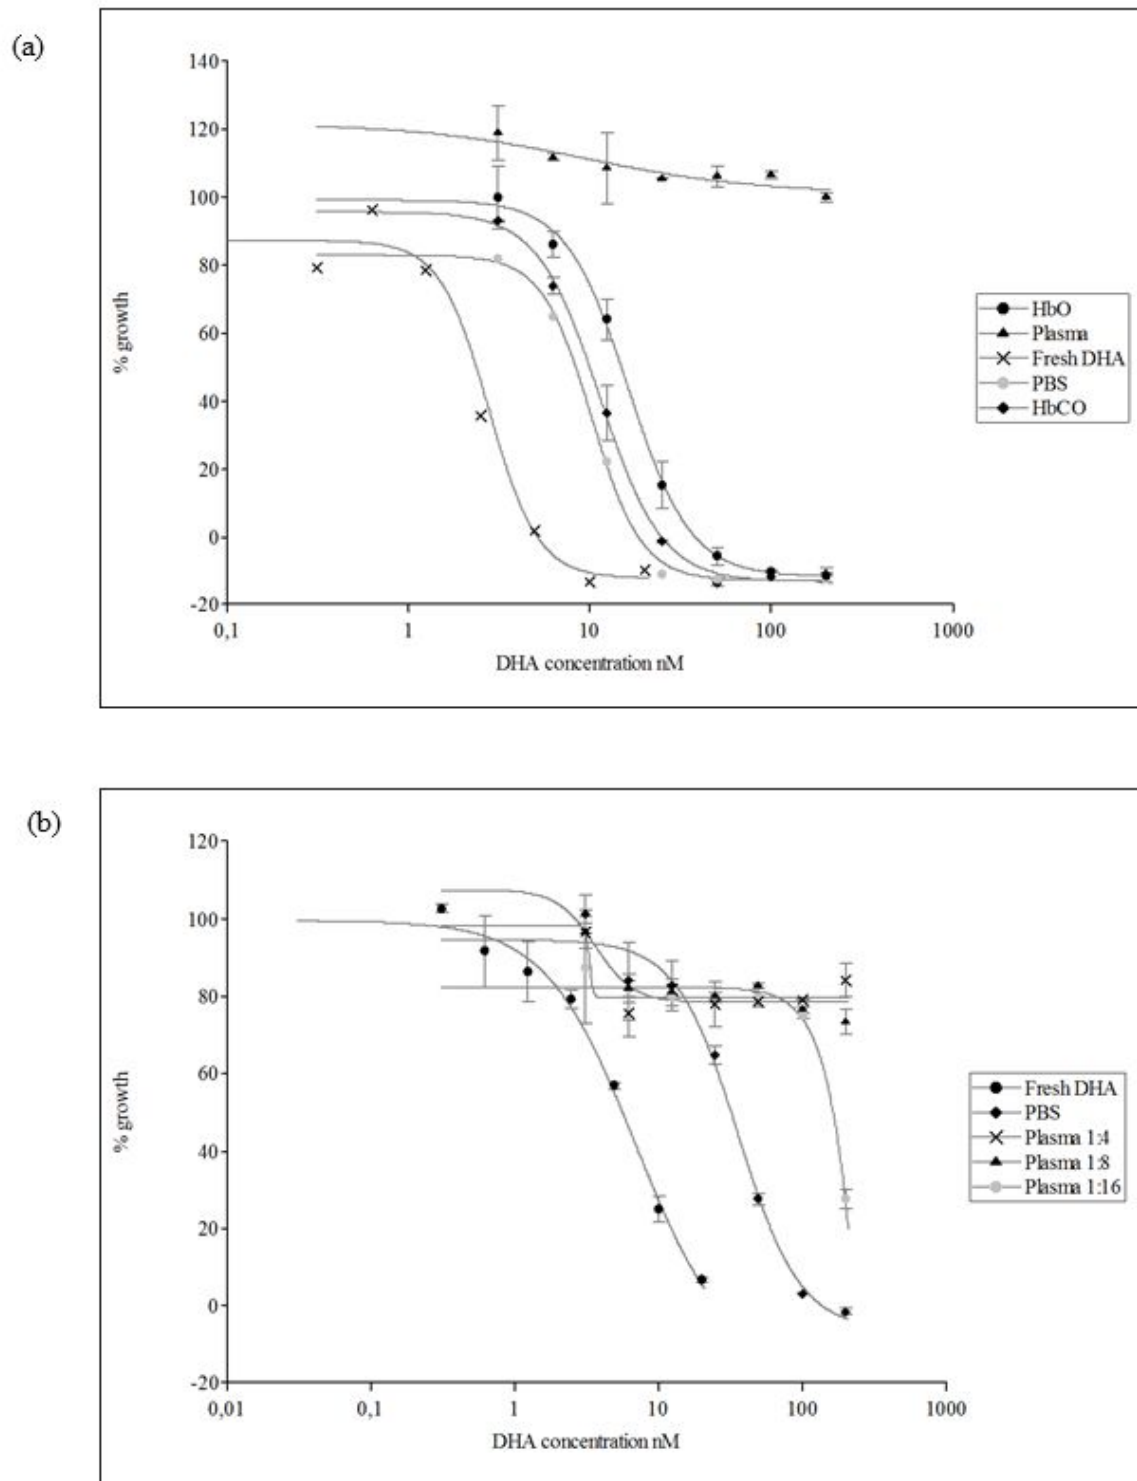 (a)
140
120
100
80
60
40
20
0
-20
% growth
0,1
1
10
100
1000
DHA concentration nM
HbO
Plasma
Fresh DHA
PBS
HbCO
(b)
120
100
80
60
40
20
0
-20
% growth
0,01
0,1
1
10
100
1000
DHA concentration nM
Fresh DHA
PBS
Plasma 1:4
Plasma 1:8
Plasma 1:16